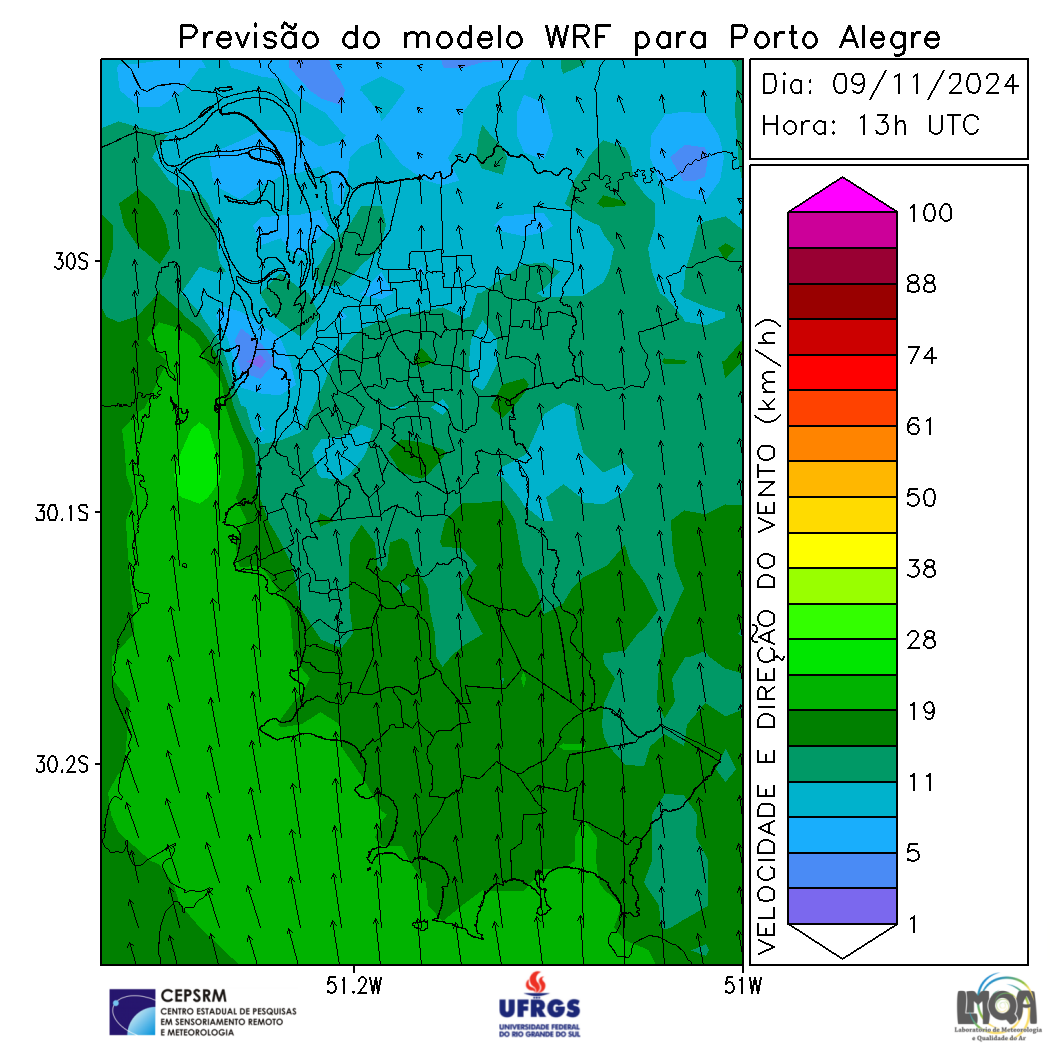 Previsão do modelo WRF para Porto Alegre
Dia: 09/11/2024
Hora: 13h UTC
30S
30.1S
30.2S
51.2W
51W
VELOCIDADE E DIREÇÃO DO VENTO (km/h)
100
88
74
61
50
38
28
19
11
5
1
CEPSRM
CENTRO ESTADUAL DE PESQUISAS
EM SENSORIAMENTO REMOTO
E METEOROLOGIA
UFRGS
UNIVERSIDADE FEDERAL
DO RIO GRANDE DO SUL
LMQA
Laboratório de Meteorologia
e Qualidade do Ar